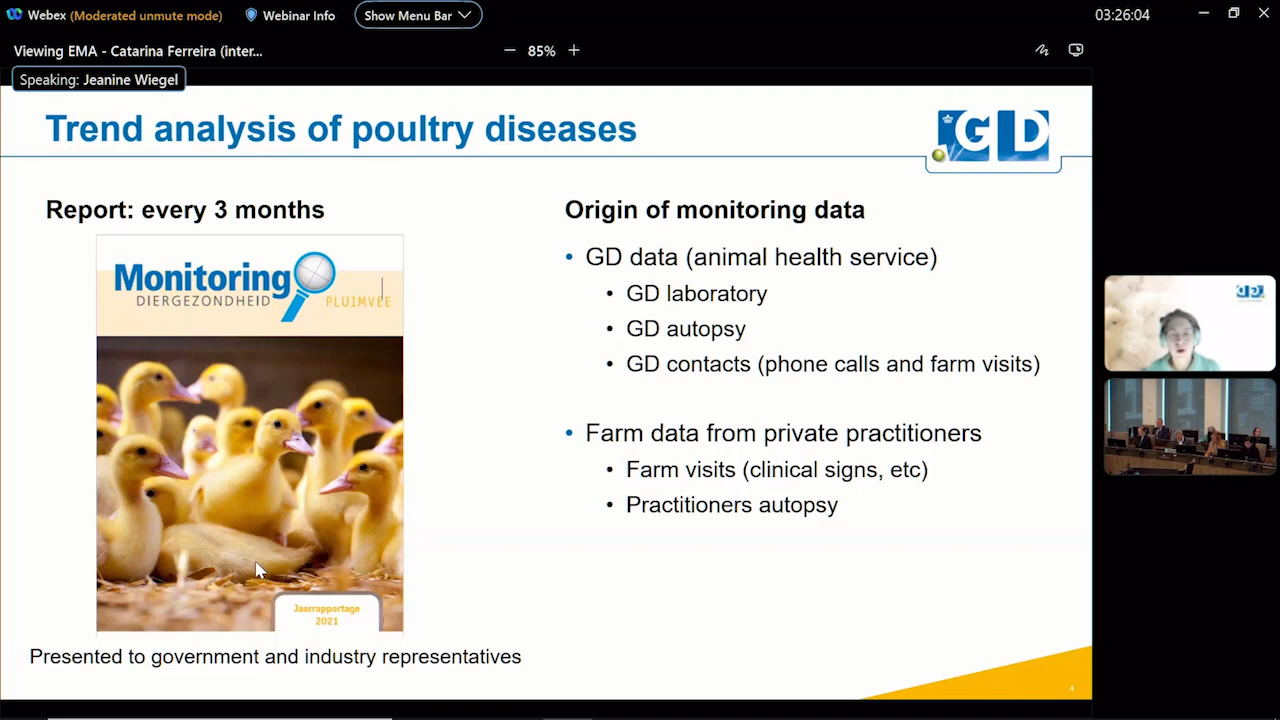 Webex (Moderated unmute mode) Webinar Info Show Menu Bar 03:26:04
Viewing EMA - Catarina Ferreira (inter... 85%
Speaking: Jeanine Wiegel
Trend analysis of poultry diseases
GD
Report: every 3 months
Monitoring
DIERGEZONDHEID PLUIMVEE
Jaarrapportage
2021
Presented to government and industry representatives
Origin of monitoring data
• GD data (animal health service)
• GD laboratory
• GD autopsy
• GD contacts (phone calls and farm visits)
• Farm data from private practitioners
• Farm visits (clinical signs, etc)
• Practitioners autopsy
4
GD